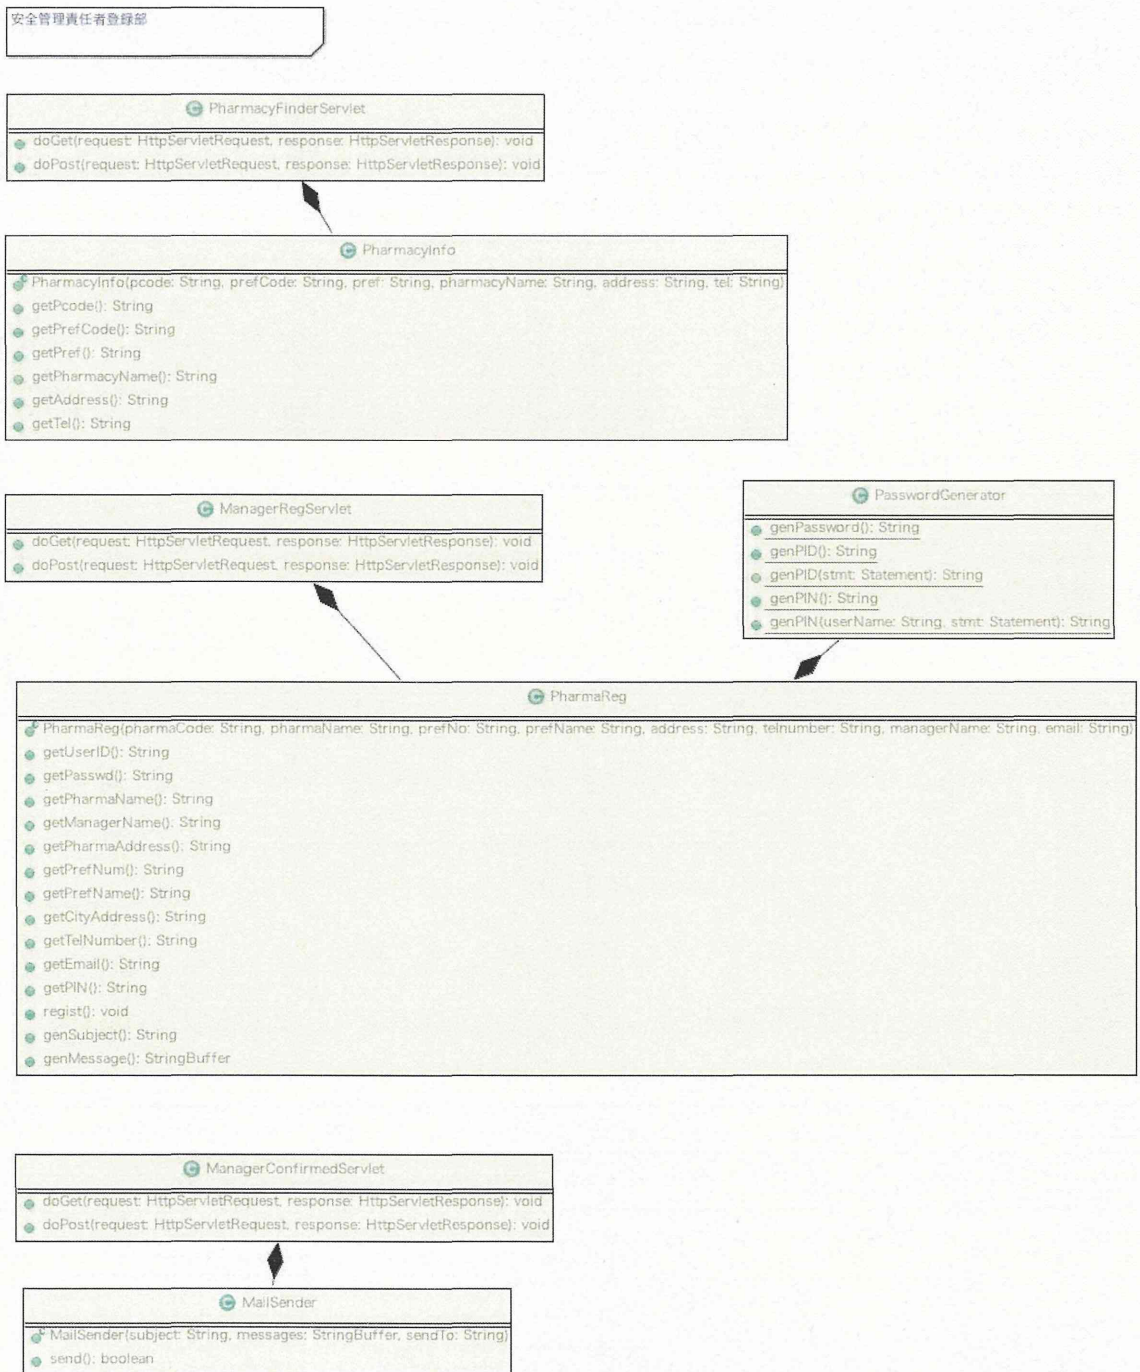 安全管理責任者登録部
PharmacyFinderServlet
doGet(request: HttpServletRequest, response: HttpServletResponse): void
doPost(request: HttpServletRequest, response: HttpServletResponse): void
PharmacyInfo
PharmacyInfo(pcode: String, prefCode: String, pref: String, pharmacyName: String, address: String, tel: String)
getPcode(): String
getPrefCode(): String
getPref(): String
getPharmacyName(): String
getAddress(): String
getTel(): String
ManagerRegServlet
doGet(request: HttpServletRequest, response: HttpServletResponse): void
doPost(request: HttpServletRequest, response: HttpServletResponse): void
PasswordGenerator
genPassword(): String
genPID(): String
genPID(stmt: Statement): String
genPIN(): String
genPIN(userName: String, stmt: Statement): String
PharmaReg
PharmaReg(pharmaCode: String, pharmaName: String, prefNo: String, prefName: String, address: String, telnumber: String, managerName: String, email: String)
getUserID(): String
getPasswd(): String
getPharmaName(): String
getManagerName(): String
getPharmaAddress(): String
getPrefNum(): String
getPrefName(): String
getCityAddress(): String
getTelNumber(): String
getEmail(): String
getPIN(): String
regist(): void
genSubject(): String
genMessage(): StringBuffer
ManagerConfirmedServlet
doGet(request: HttpServletRequest, response: HttpServletResponse): void
doPost(request: HttpServletRequest, response: HttpServletResponse): void
MailSender
MailSender(subject: String, messages: StringBuffer, sendTo: String)
send(): boolean